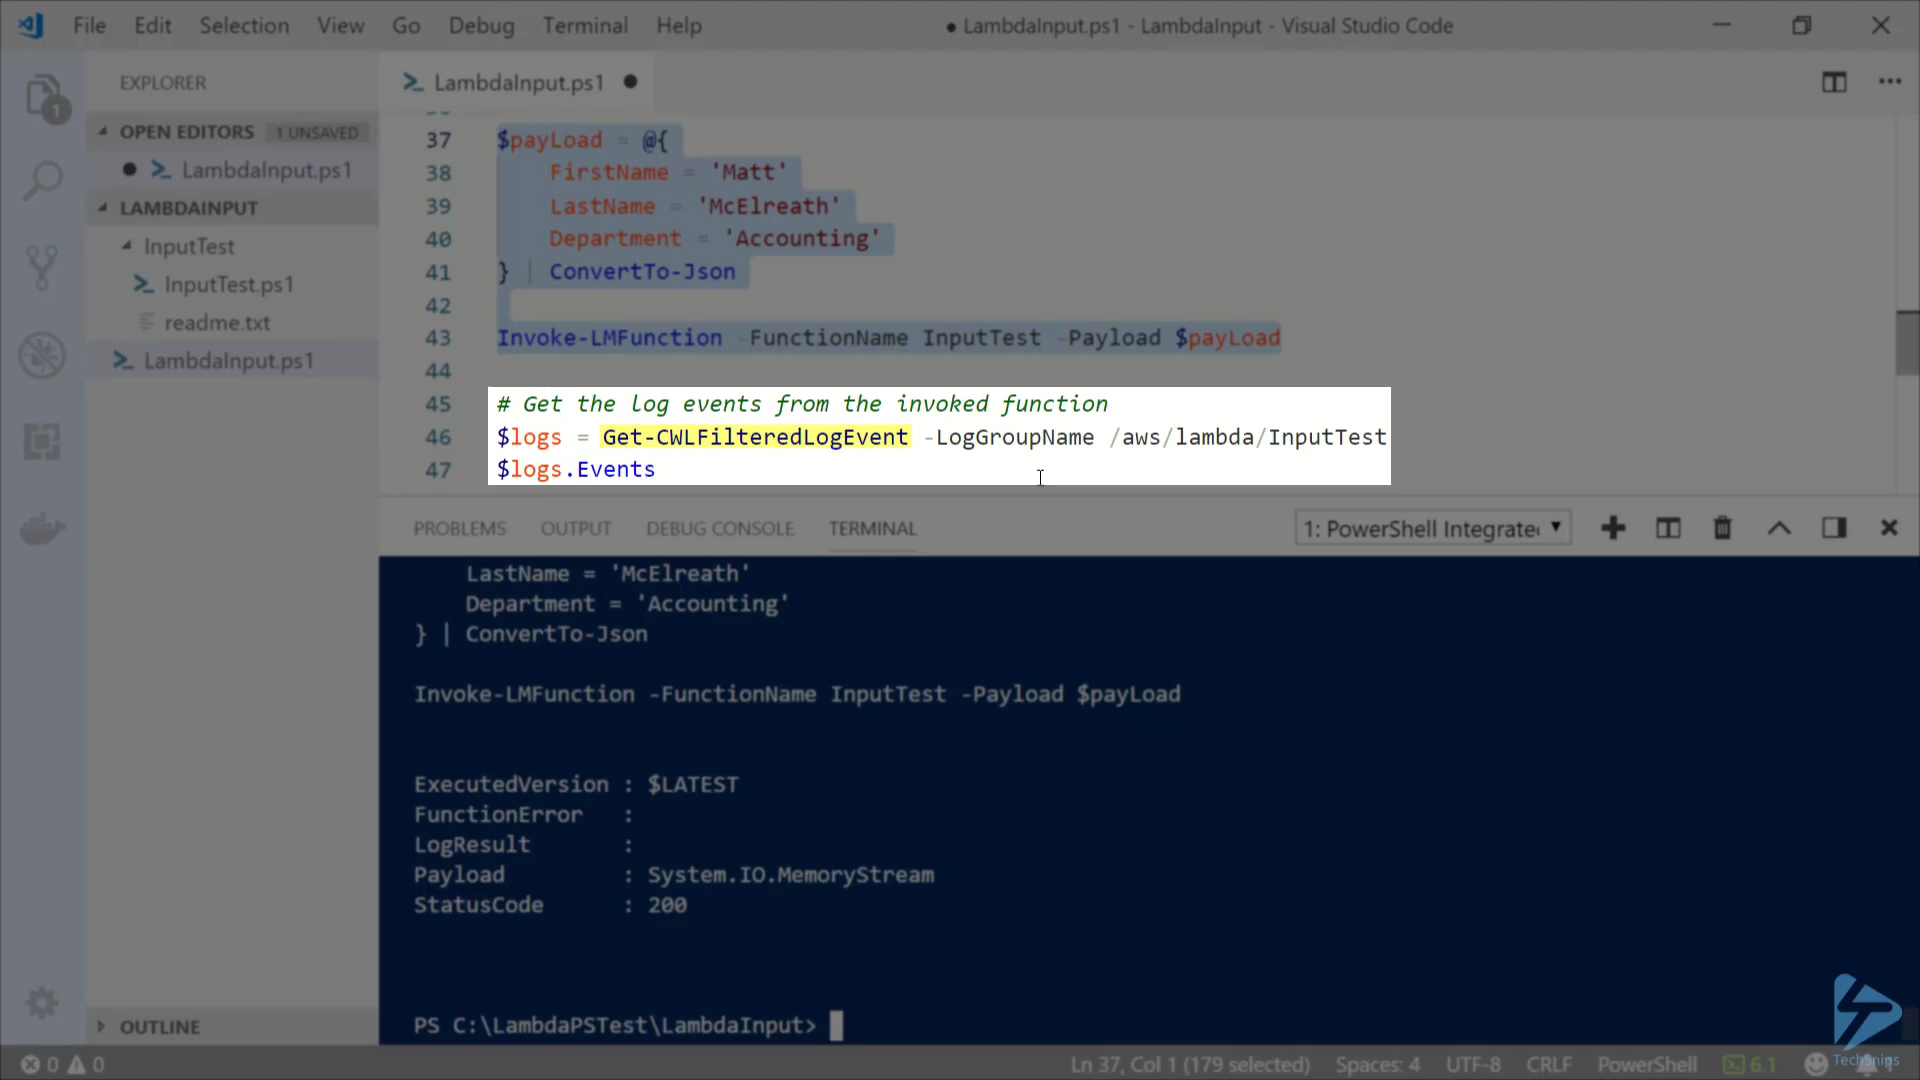 File Edit Selection View Go Debug Terminal Help
● LambdaInput.ps1 - LambdaInput - Visual Studio Code
EXPLORER
OPEN EDITORS 1 UNSAVED
LambdaInput.ps1
LAMBDAINPUT
InputTest
InputTest.ps1
readme.txt
LambdaInput.ps1
OUTLINE
1
LambdaInput.ps1
37 $payLoad = @{
38 FirstName = 'Matt'
39 LastName = 'McElreath'
40 Department = 'Accounting'
41 } | ConvertTo-Json
42
43 Invoke-LMFunction -FunctionName InputTest -Payload $payLoad
44
45 # Get the log events from the invoked function
46 $logs = Get-CWLFilteredLogEvent -LogGroupName /aws/lambda/InputTest
47 $logs.Events
PROBLEMS OUTPUT DEBUG CONSOLE TERMINAL
1: PowerShell Integrate
LastName = 'McElreath'
Department = 'Accounting'
} | ConvertTo-Json
Invoke-LMFunction -FunctionName InputTest -Payload $payLoad
ExecutedVersion : $LATEST
FunctionError :
LogResult :
Payload : System.IO.MemoryStream
StatusCode : 200
PS C:\LambdaPSTest\LambdaInput>
0 0
Ln 37, Col 1 (179 selected) Spaces: 4 UTF-8 CRLF PowerShell 6.1
TechSnips